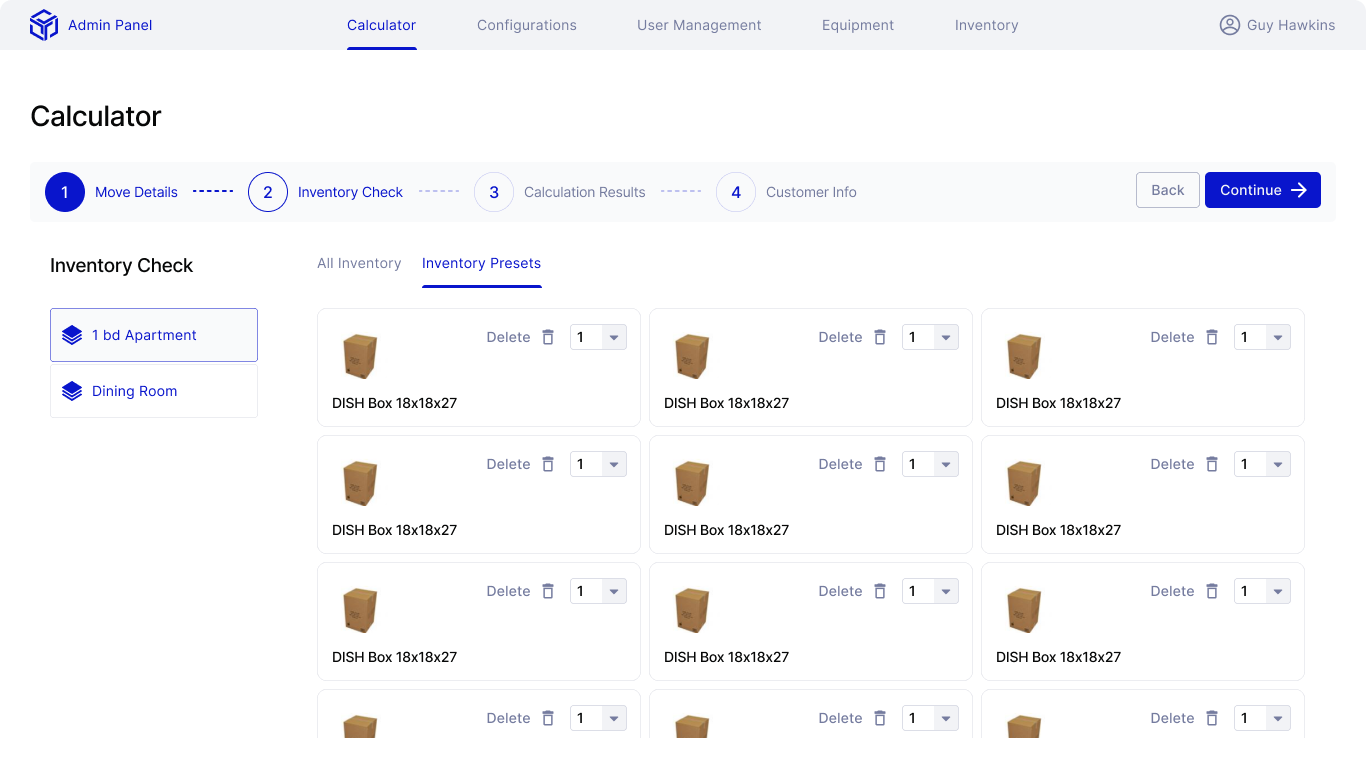 Admin Panel
Calculator
Configurations
User Management
Equipment
Inventory
Guy Hawkins
Calculator
1
Move Details
2
Inventory Check
3
Calculation Results
4
Customer Info
Back
Continue
Inventory Check
1 bd Apartment
Dining Room
All Inventory
Inventory Presets
Delete
1
DISH Box 18x18x27
Delete
1
DISH Box 18x18x27
Delete
1
DISH Box 18x18x27
Delete
1
DISH Box 18x18x27
Delete
1
DISH Box 18x18x27
Delete
1
DISH Box 18x18x27
Delete
1
DISH Box 18x18x27
Delete
1
DISH Box 18x18x27
Delete
1
DISH Box 18x18x27
Delete
1
Delete
1
Delete
1